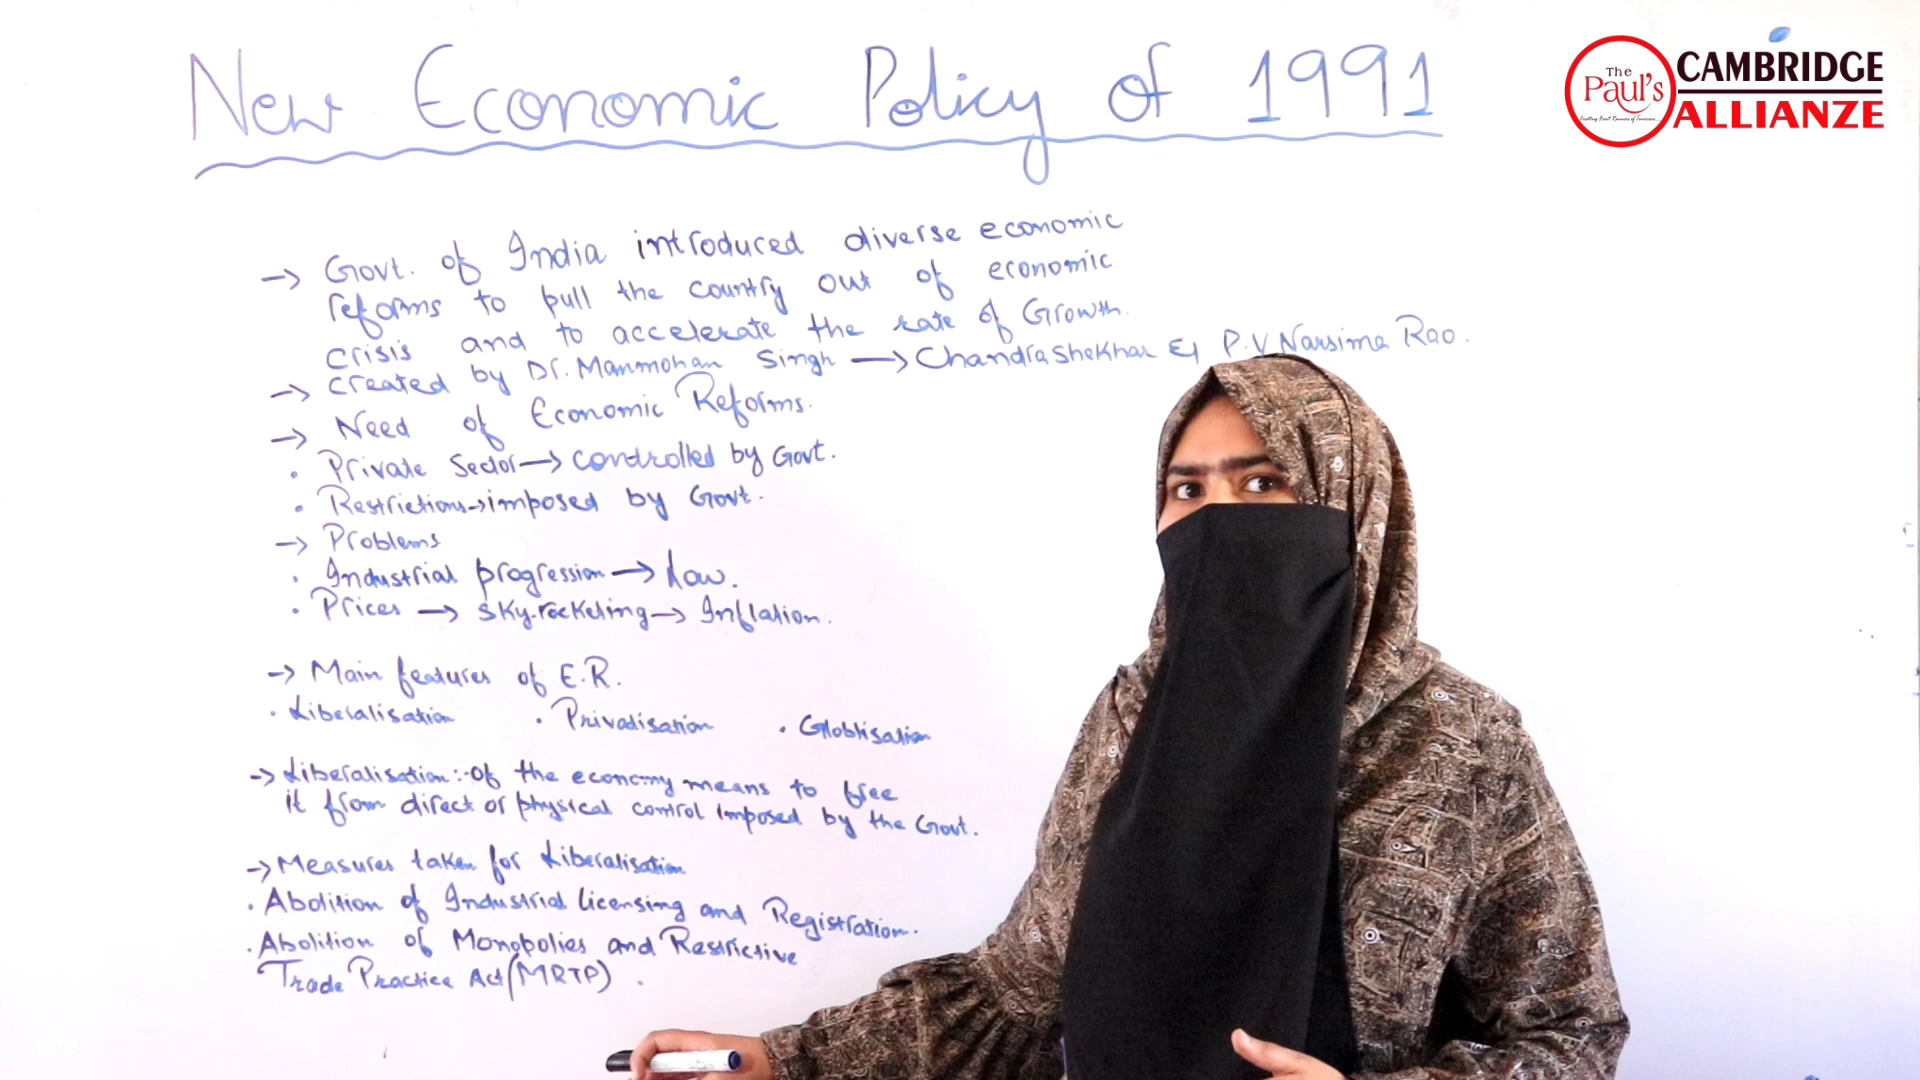 New Economic Policy of 1991
The Paul's
CAMBRIDGE
ALLIANZE
→ Govt. of India introduced diverse economic
reforms to pull the country out of economic
crisis and to accelerate the rate of Growth.
→ created by Dr. Manmohan Singh → Chandrashekhar & P.V Narsima Rao.
→ Need of Economic Reforms.
• Private Sector → controlled by Govt.
• Restrictions → imposed by Govt.
→ Problems
• Industrial progression → Low.
• Prices → sky-rocketing → Inflation.
→ Main features of E.R.
• Liberalisation • Privatisation • Globlisation
→ Liberalisation:- Of the economy means to free
it from direct or physical control imposed by the Govt.
→ Measures taken for Liberalisation
• Abolition of Industrial licensing and Registration.
• Abolition of Monopolies and Restrictive
Trade Practice Act (MRTP).